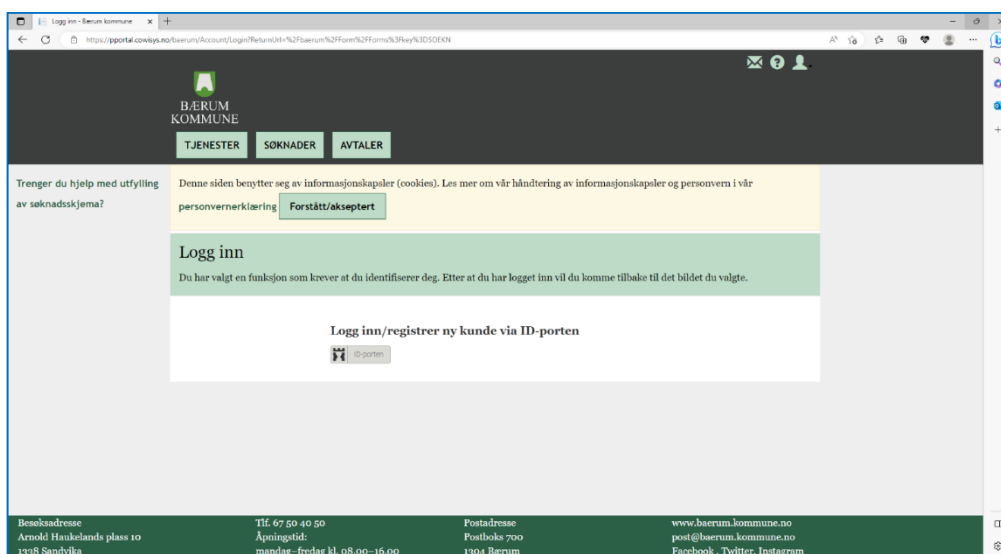 Logg inn - Bærum kommune
https://pportal.cowisys.no/baerum/Account/Login?ReturnUrl=%2Fbaerum%2FForm%2FForms%3Fkey%3DSOEKN
BÆRUM
KOMMUNE
TJENESTER SØKNADER AVTALER
Trenger du hjelp med utfylling
av søknadsskjema?
Denne siden benytter seg av informasjonskapsler (cookies). Les mer om vår håndtering av informasjonskapsler og personvern i vår
personvernerklæring Forstått/akseptert
Logg inn
Du har valgt en funksjon som krever at du identifiserer deg. Etter at du har logget inn vil du komme tilbake til det bildet du valgte.
Logg inn/registrer ny kunde via ID-porten
ID-porten
Besøksadresse
Arnold Haukelands plass 10
1338 Sandvika
Tlf. 67 50 40 50
Åpningstid:
mandag–fredag kl. 08.00–16.00
Postadresse
Postboks 700
1304 Bærum
www.baerum.kommune.no
post@baerum.kommune.no
Facebook , Twitter, Instagram